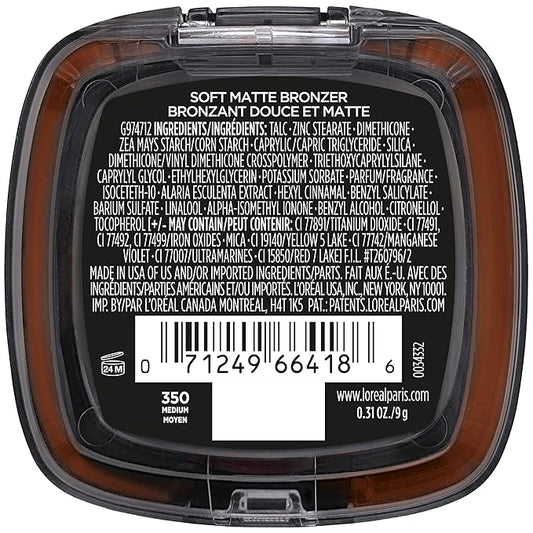 SOFT MATTE BRONZER
BRONZANT DOUCE ET MATTE
G974712 INGREDIENTS/INGRÉDIENTS: TALC • ZINC STEARATE • DIMETHICONE •
ZEA MAYS STARCH/CORN STARCH • CAPRYLIC/CAPRIC TRIGLYCERIDE • SILICA •
DIMETHICONE/VINYL DIMETHICONE CROSSPOLYMER • TRIETHOXYCAPRYLYLSILANE •
CAPRYLYL GLYCOL • ETHYLHEXYLGLYCERIN • POTASSIUM SORBATE • PARFUM/FRAGRANCE •
ISOCETETH-10 • ALARIA ESCULENTA EXTRACT • HEXYL CINNAMAL • BENZYL SALICYLATE •
BARIUM SULFATE • LINALOOL • ALPHA-ISOMETHYL IONONE • BENZYL ALCOHOL • CITRONELLOL •
TOCOPHEROL [+/- MAY CONTAIN/PEUT CONTENIR: CI 77891/TITANIUM DIOXIDE • CI 77491,
CI 77492, CI 77499/IRON OXIDES • MICA • CI 19140/YELLOW 5 LAKE • CI 77742/MANGANESE
VIOLET • CI 77007/ULTRAMARINES • CI 15850/RED 7 LAKE] F.I.L. #T260796/2
MADE IN USA OF US AND/OR IMPORTED INGREDIENTS/PARTS. FAIT AUX É.-U. AVEC DES
INGRÉDIENTS/PARTIES AMÉRICAINS ET/OU IMPORTÉS. L'ORÉAL USA, INC., NEW YORK, NY 10001.
IMP. BY/PAR L'ORÉAL CANADA MONTREAL, H4T 1K5 PAT.: PATENTS.LOREALPARIS.COM
24 M
0 71249 66418 6
0034332
350
MEDIUM
MOYEN
www.lorealparis.com
0.31 OZ./9 g